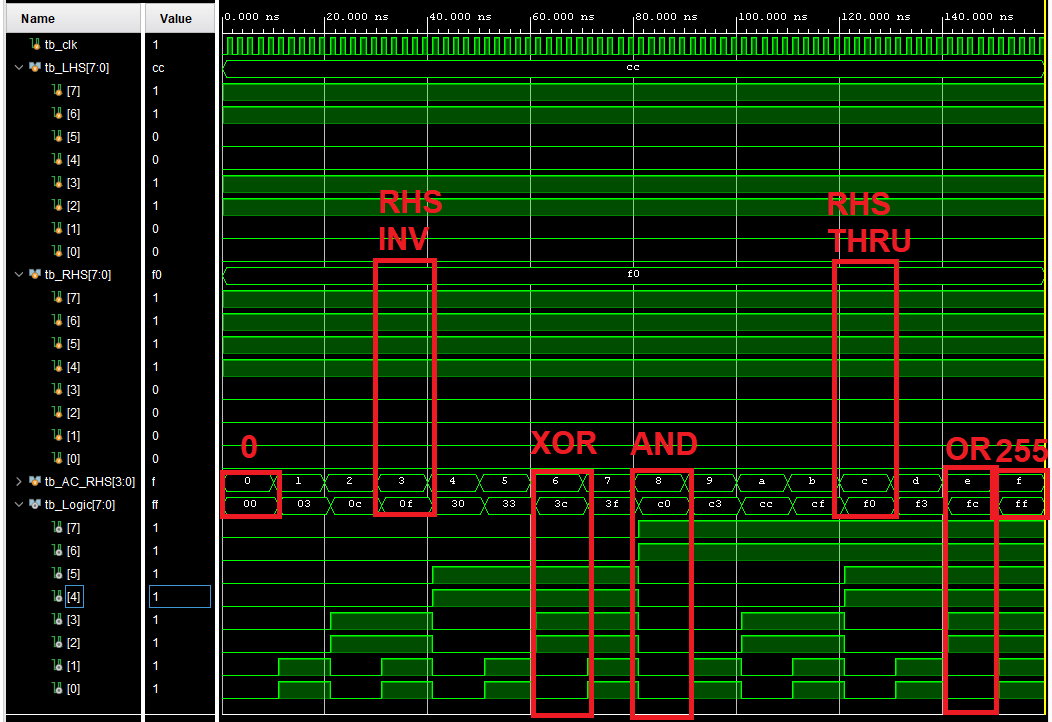 Name Value 0.000 ns 20.000 ns 40.000 ns 60.000 ns 80.000 ns 100.000 ns 120.000 ns 140.000 ns
tb_clk 1
tb_LHS[7:0] cc cc
[7] 1
[6] 1
[5] 0
[4] 0
[3] 1
[2] 1
RHS RHS
[1] 0
INV THRU
[0] 0
tb_RHS[7:0] f0 f0
[7] 1
[6] 1
[5] 1
[4] 1
[3] 0
[2] 0
[1] 0
0 XOR AND OR 255
[0] 0
tb_AC_RHS[3:0] f 0 1 2 3 4 5 6 7 8 9 a b c d e f
tb_Logic[7:0] ff 00 03 0c 0f 30 33 3c 3f c0 c3 cc cf f0 f3 fc ff
[7] 1
[6] 1
[5] 1
[4] 1
[3] 1
[2] 1
[1] 1
[0] 1